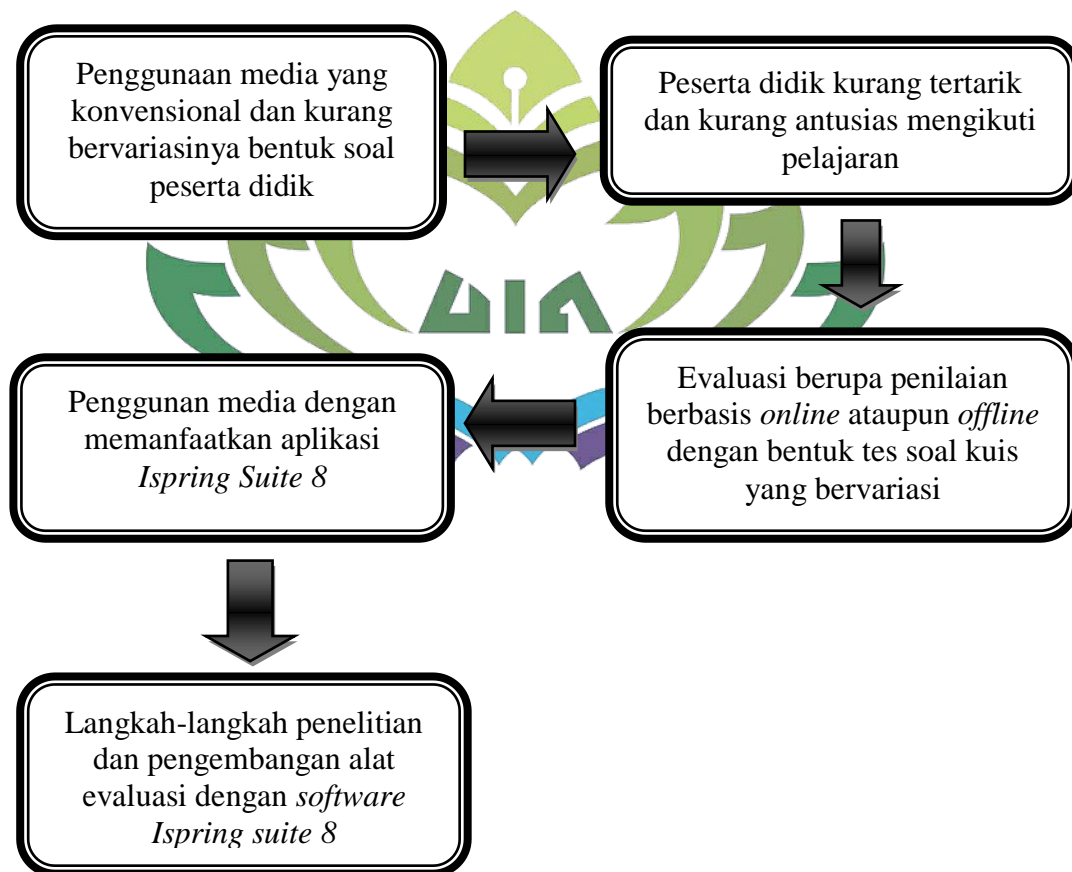 Penggunaan media yang
konvensional dan kurang
bervariasinya bentuk soal
peserta didik
Peserta didik kurang tertarik
dan kurang antusias mengikuti
pelajaran
UIN
Evaluasi berupa penilaian
berbasis online ataupun offline
dengan bentuk tes soal kuis
yang bervariasi
Penggunan media dengan
memanfaatkan aplikasi
Ispring Suite 8
Langkah-langkah penelitian
dan pengembangan alat
evaluasi dengan software
Ispring suite 8